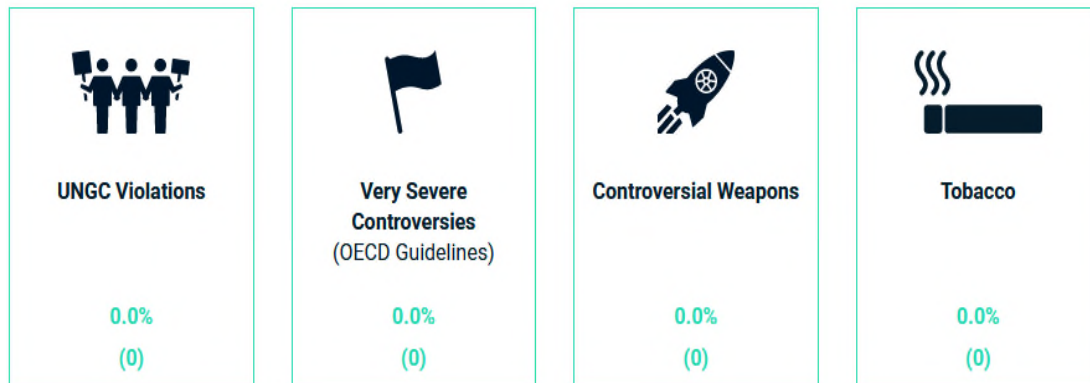 UNGC Violations
Very Severe
Controversies
(OECD Guidelines)
Controversial Weapons
Tobacco
0.0%
0.0%
0.0%
0.0%
(0)
(0)
(0)
(0)